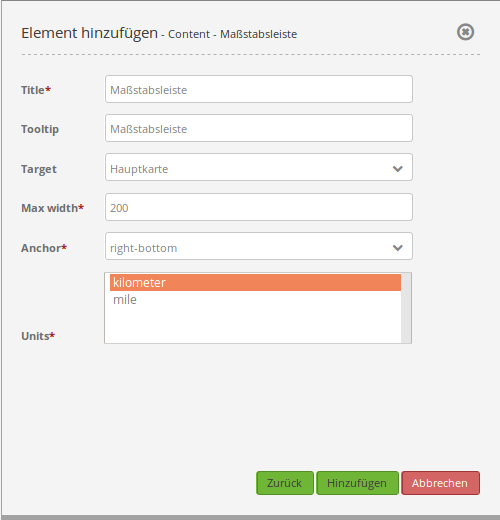 Element hinzufügen - Content - Maßstabsleiste
Title* Maßstabsleiste
Tooltip Maßstabsleiste
Target Hauptkarte
Max width* 200
Anchor* right-bottom
kilometer
mile
Units*
Zurück Hinzufügen Abbrechen